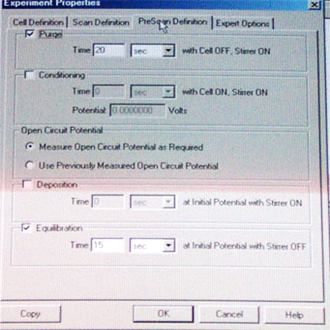 Experiment Properties
Cell Definition Scan Definition PreScan Definition Expert Options
Purge
Time 20 sec with Cell OFF, Stirrer ON
Conditioning
Time 0 sec with Cell ON, Stirrer ON
Potential: 0.0000000 Volts
Open Circuit Potential
Measure Open Circuit Potential as Required
Use Previously Measured Open Circuit Potential
Deposition
Time 0 sec at Initial Potential with Stirrer ON
Equilibration
Time 15 sec at Initial Potential with Stirrer OFF
Copy OK Cancel Help